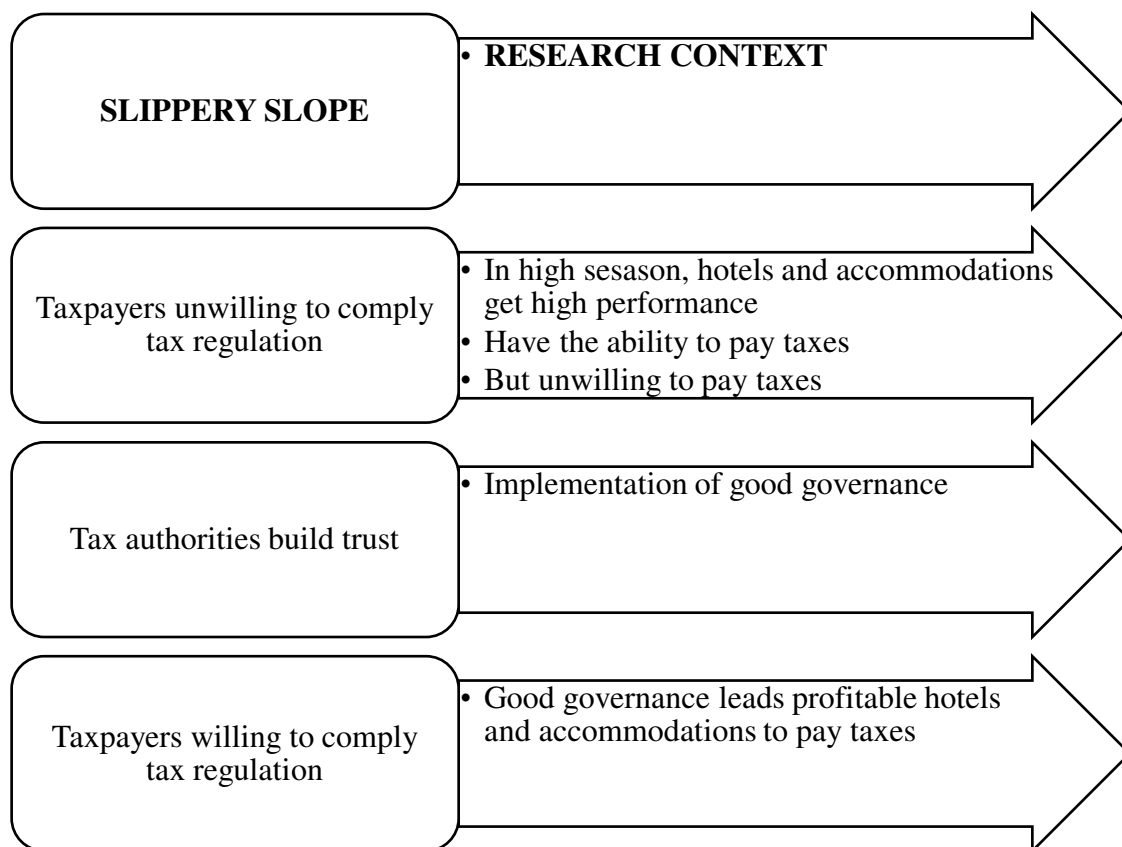 SLIPPERY SLOPE
• RESEARCH CONTEXT
Taxpayers unwilling to comply
tax regulation
• In high sesason, hotels and accommodations
get high performance
• Have the ability to pay taxes
• But unwilling to pay taxes
Tax authorities build trust
• Implementation of good governance
Taxpayers willing to comply
tax regulation
• Good governance leads profitable hotels
and accommodations to pay taxes